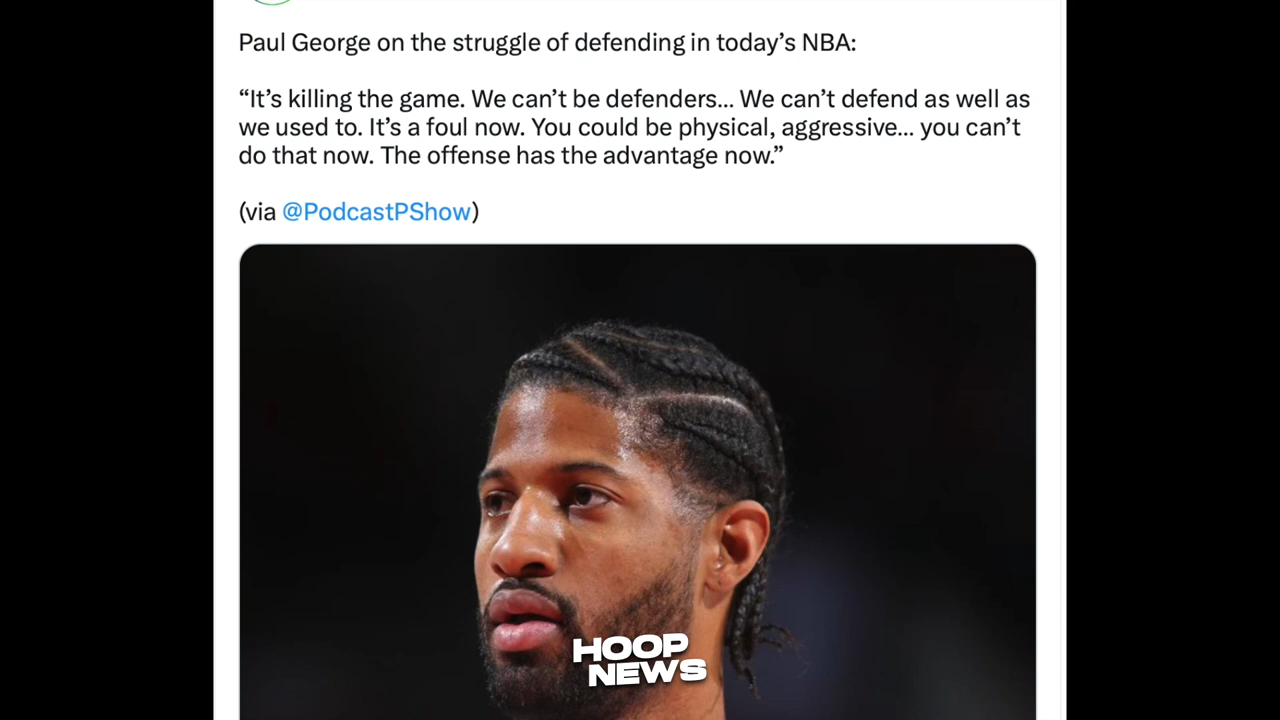 Paul George on the struggle of defending in today’s NBA:
“It’s killing the game. We can’t be defenders... We can’t defend as well as
we used to. It’s a foul now. You could be physical, aggressive... you can’t
do that now. The offense has the advantage now.”
(via @PodcastPShow)
HOOP
NEWS